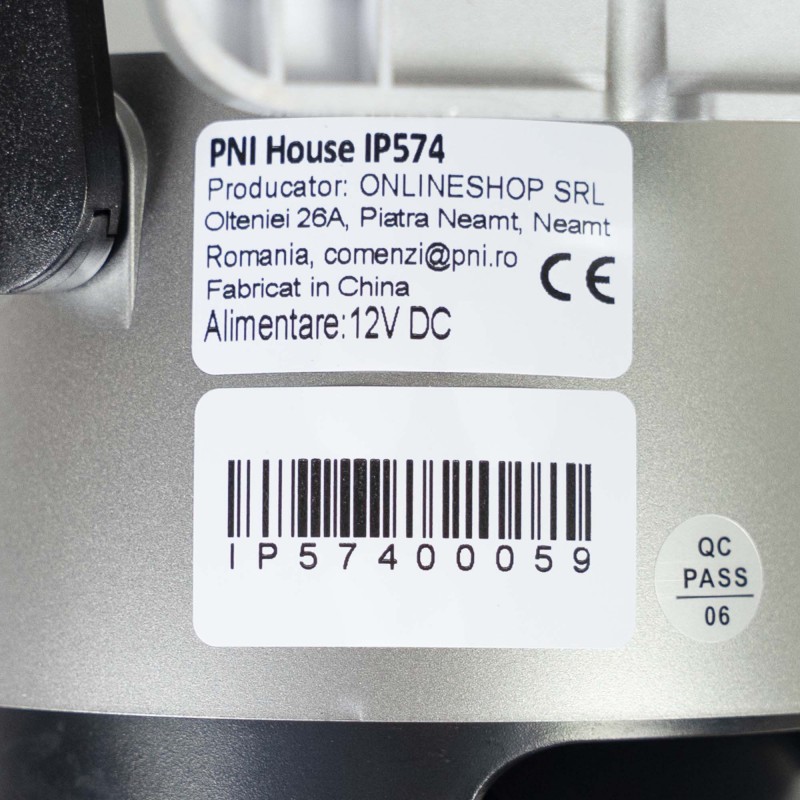 PNI House IP574
Producator: ONLINESHOP SRL
Olteniei 26A, Piatra Neamt, Neamt
Romania, comenzi@pni.ro
Fabricat in China
CE
Alimentare:12V DC
IP57400059
QC
PASS
06